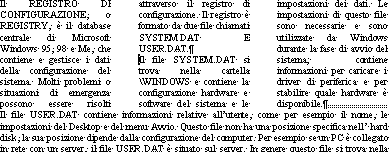 Il REGISTRO DI
CONFIGURAZIONE, o
REGISTRY, è il database
centrale di Microsoft
Windows 95, 98 e Me, che
contiene e gestisce i dati
della configurazione del
sistema. Molti problemi o
situazioni di emergenza
possono essere risolti
attraverso il registro di
configurazione. Il registro è
formato da due file chiamati
SYSTEM.DAT E
USER.DAT.¶
Il file SYSTEM.DAT si
trova nella cartella
\WINDOWS e contiene le
configurazione hardware e
software del sistema e le
impostazioni dei dati. Le
impostazioni di questo file
sono necessarie e sono
utilizzate da Windows
durante la fase di avvio del
sistema; contiene
informazioni per caricare i
driver di periferica e per
stabilire quale hardware è
disponibile.¶
Il file USER.DAT contiene informazioni relative all'utente, come per esempio il nome, le
impostazioni del Desktop e del menu Avvio. Questo file non ha una posizione specifica nell'hard
disk; la sua posizione dipende dalla configurazione del computer. Per esempio se un PC è collegato
in rete con un server, il file USER.DAT è situato sul server. In genere questo file si trova nella